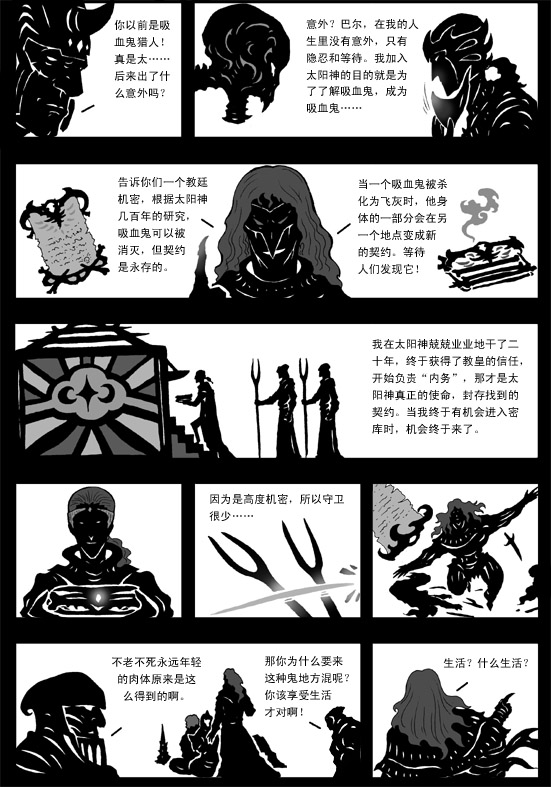 你以前是吸
血鬼猎人！
真是太……
后来出了什
么意外吗？
意外？巴尔，在我的人
生里没有意外，只有
隐忍和等待。我加入
太阳神的目的就是为
了了解吸血鬼，成为
吸血鬼……
告诉你们一个教廷
机密，根据太阳神
几百年的研究，
吸血鬼可以被
消灭，但契约
是永存的。
当一个吸血鬼被杀
化为飞灰时，他身
体的一部分会在另
一个地点变成新
的契约。等待
人们发现它！
我在太阳神兢兢业业地干了二
十年，终于获得了教皇的信任，
开始负责“内务”，那才是太
阳神真正的使命，封存找到的
契约。当我终于有机会进入密
库时，机会终于来了。
因为是高度机密，所以守卫
很少……
不老不死永远年轻
的肉体原来是这
么得到的啊。
那你为什么要来
这种鬼地方混呢？
你该享受生活
才对啊！
生活？什么生活？